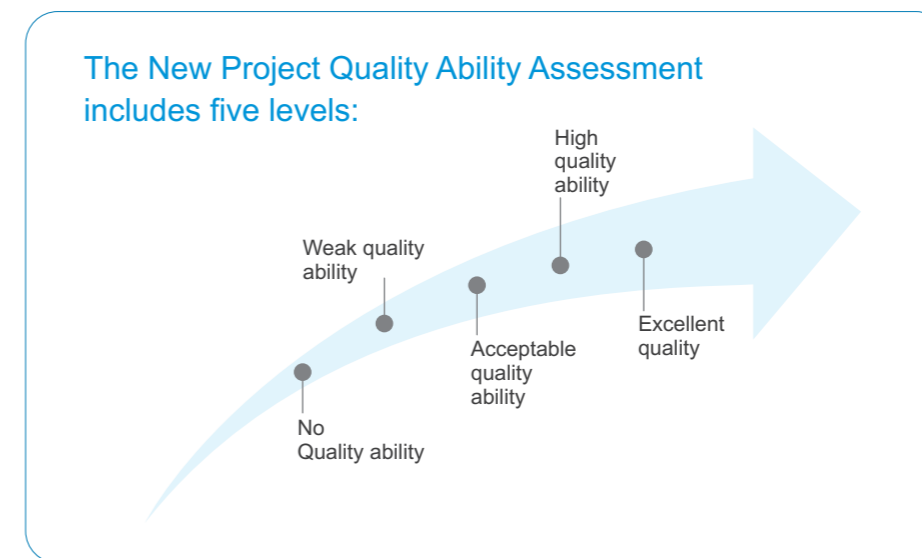 The New Project Quality Ability Assessment
includes five levels:
High
quality
ability
Weak quality
ability
Acceptable
quality
ability
Excellent
quality
No
Quality ability